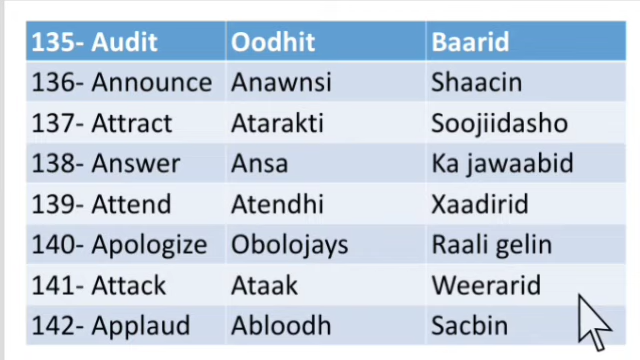 135- Audit Oodhit Baarid
136- Announce Anawnsi Shaacin
137- Attract Atarakti Soojiidasho
138- Answer Ansa Ka jawaabid
139- Attend Atendhi Xaadirid
140- Apologize Obolojays Raali gelin
141- Attack Ataak Weerarid
142- Applaud Abloodh Sacbin